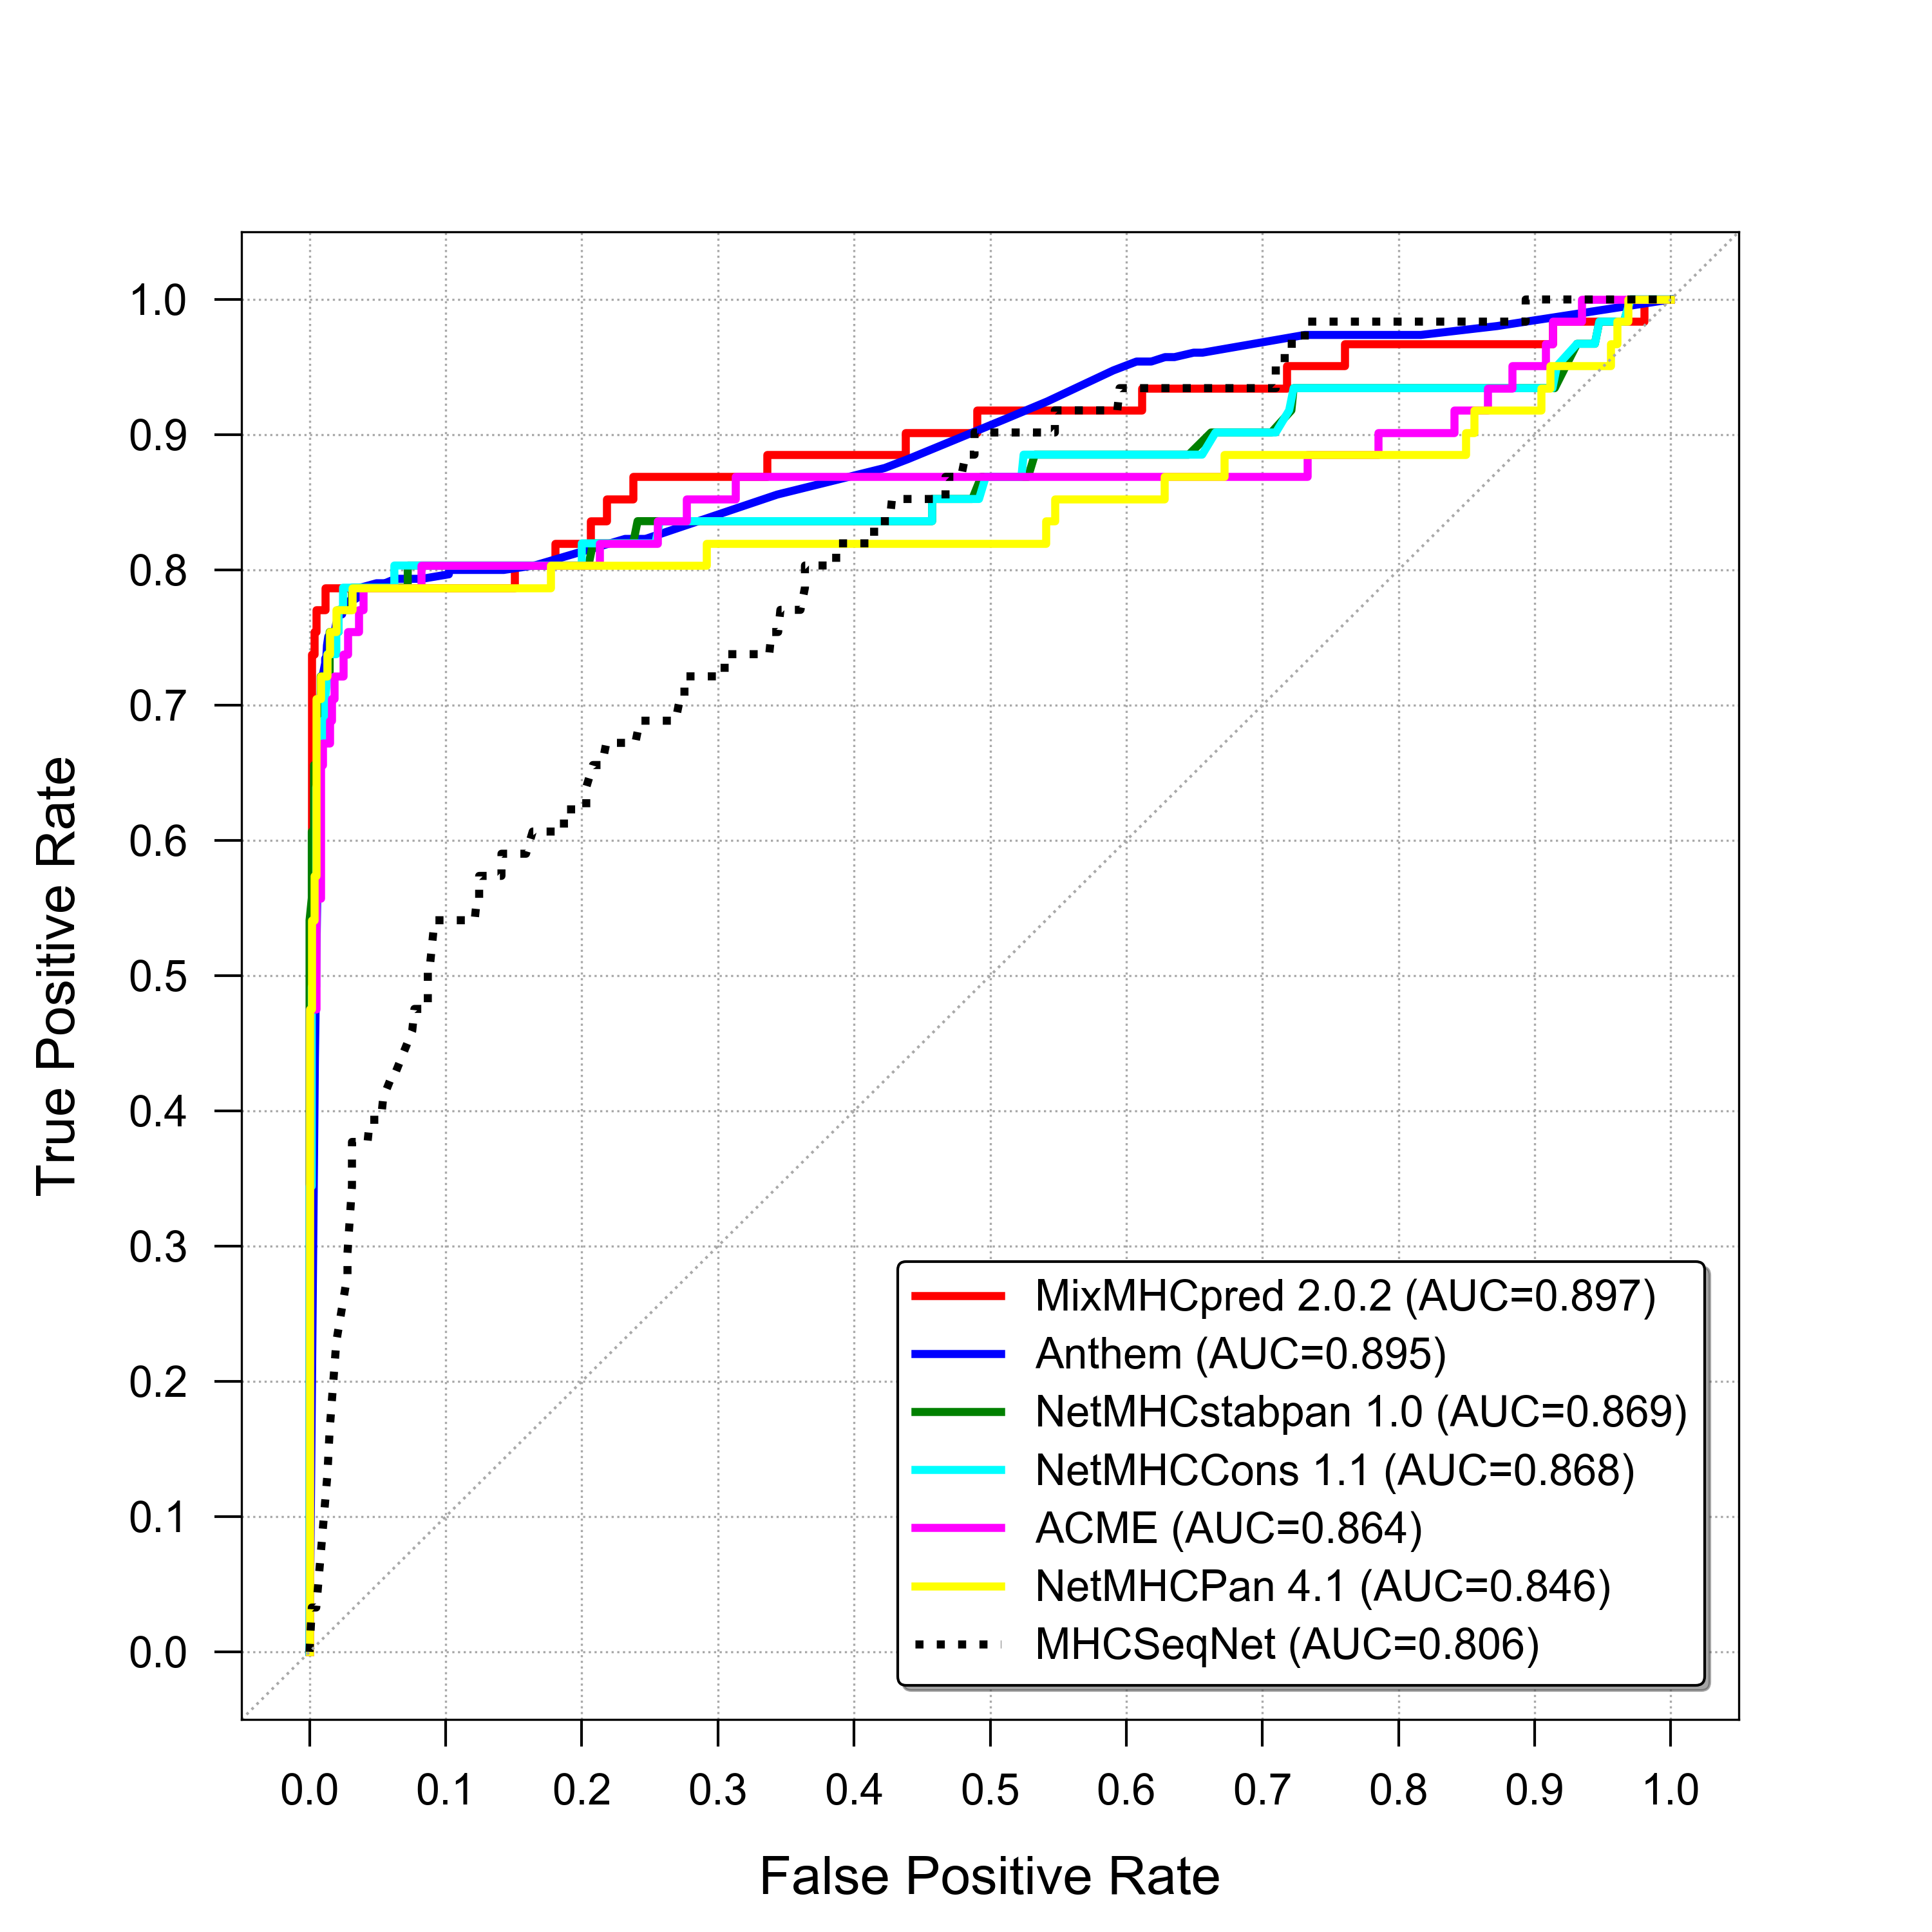 1.0
0.9
0.8
0.7
0.6
0.5
0.4
0.3
0.2
0.1
0.0
True Positive Rate
MixMHCpred 2.0.2 (AUC=0.897)
Anthem (AUC=0.895)
NetMHCstabpan 1.0 (AUC=0.869)
NetMHCCons 1.1 (AUC=0.868)
ACME (AUC=0.864)
NetMHCPan 4.1 (AUC=0.846)
MHCSeqNet (AUC=0.806)
0.0 0.1 0.2 0.3 0.4 0.5 0.6 0.7 0.8 0.9 1.0
False Positive Rate